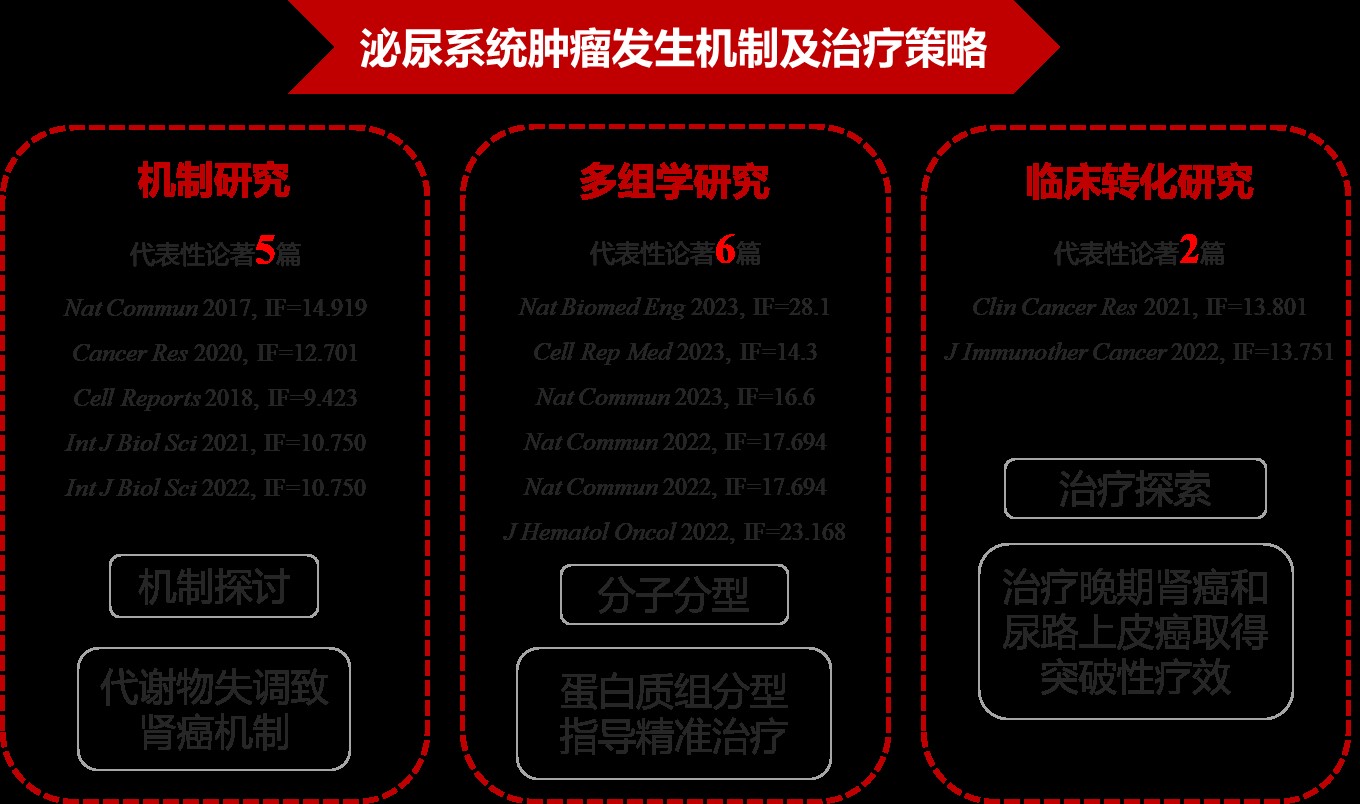 泌尿系统肿瘤发生机制及治疗策略
机制研究
代表性论著5篇
Nat Commun 2017, IF=14.919
Cancer Res 2020, IF=12.701
Cell Reports 2018, IF=9.423
Int J Biol Sci 2021, IF=10.750
Int J Biol Sci 2022, IF=10.750
机制探讨
代谢物失调致
肾癌机制
多组学研究
代表性论著6篇
Nat Biomed Eng 2023, IF=28.1
Cell Rep Med 2023, IF=14.3
Nat Commun 2023, IF=16.6
Nat Commun 2022, IF=17.694
Nat Commun 2022, IF=17.694
J Hematol Oncol 2022, IF=23.168
分子分型
蛋白质组分型
指导精准治疗
临床转化研究
代表性论著2篇
Clin Cancer Res 2021, IF=13.801
J Immunother Cancer 2022, IF=13.751
治疗探索
治疗晚期肾癌和
尿路上皮癌取得
突破性疗效